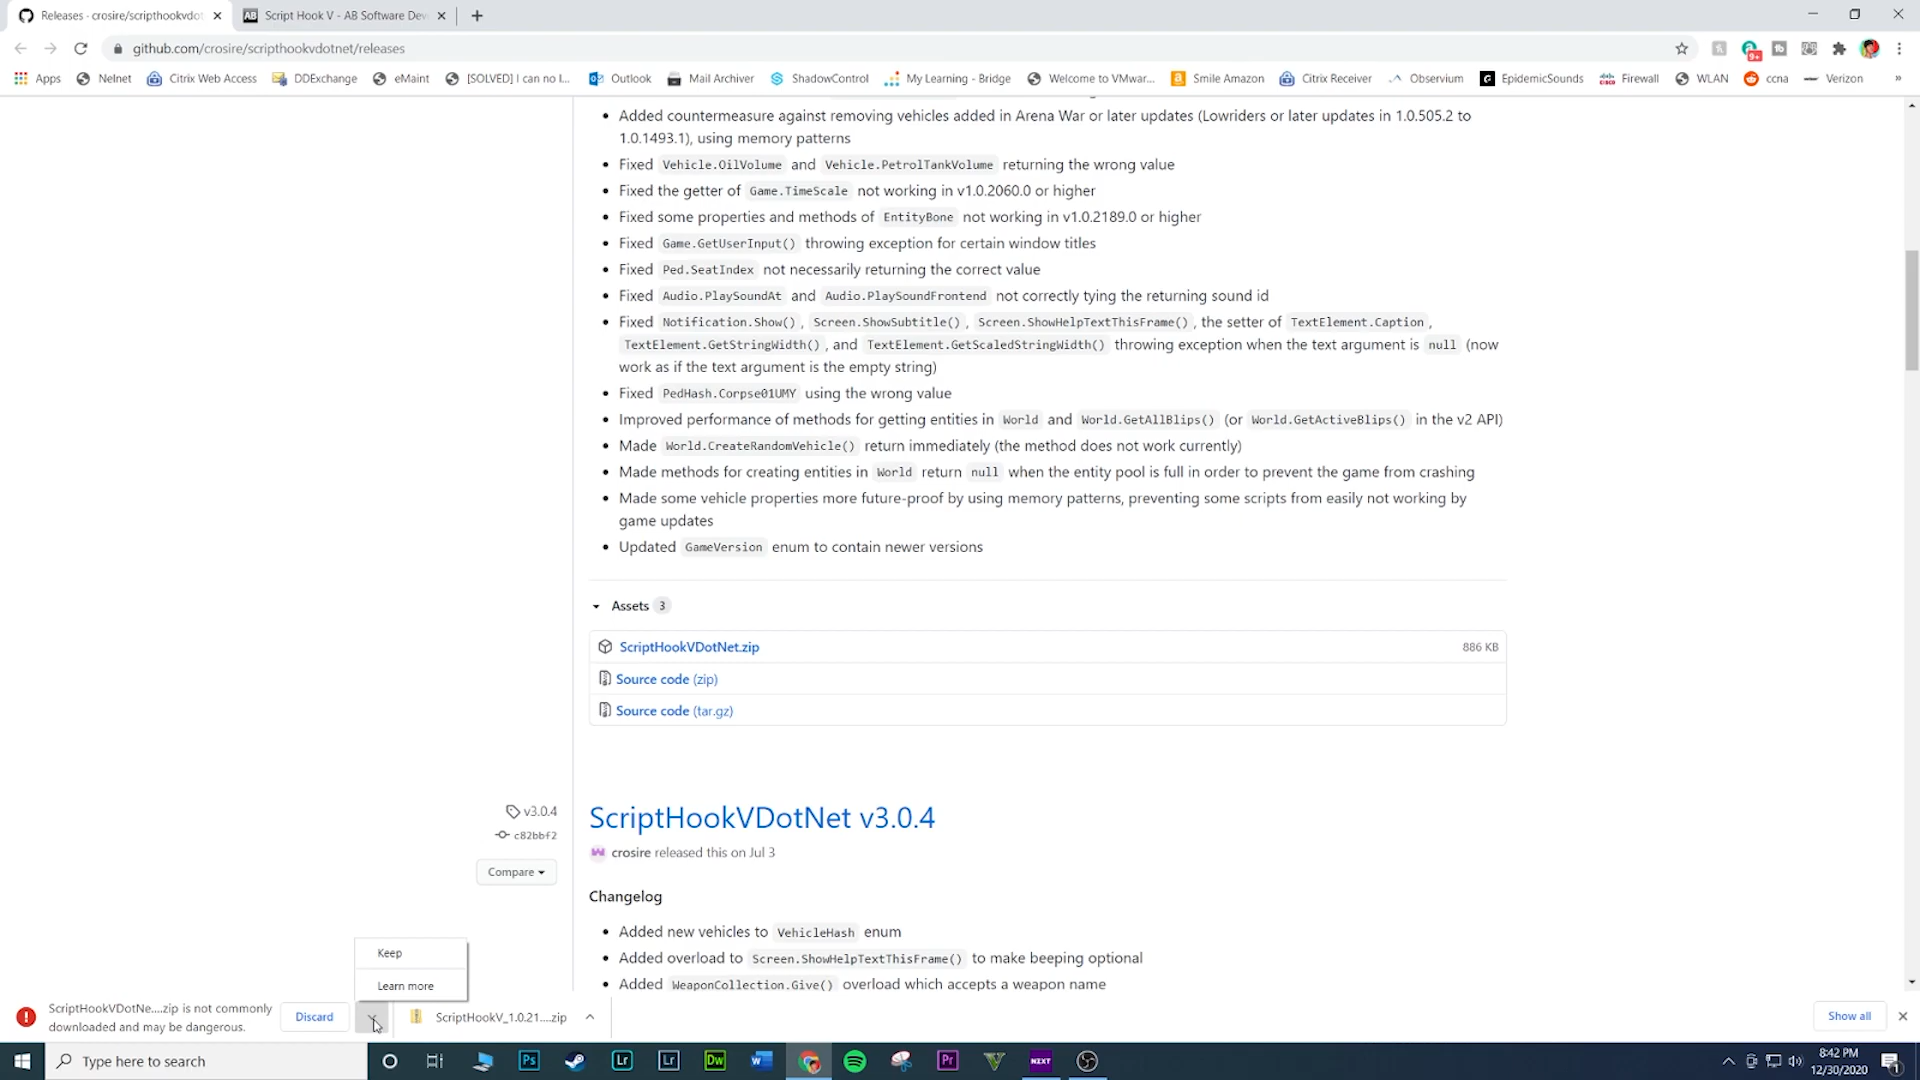 Releases · crosire/scripthookvdot
AB Script Hook V - AB Software Dev
github.com/crosire/scripthookvdotnet/releases
9+
Apps Nelnet Citrix Web Access DDExchange eMaint [SOLVED] I can no l... Outlook Mail Archiver ShadowControl My Learning - Bridge Welcome to VMwar... Smile Amazon Citrix Receiver Observium EpidemicSounds Firewall WLAN ccna Verizon »
• Added countermeasure against removing vehicles added in Arena War or later updates (Lowriders or later updates in 1.0.505.2 to
1.0.1493.1), using memory patterns
• Fixed Vehicle.OilVolume and Vehicle.PetrolTankVolume returning the wrong value
• Fixed the getter of Game.TimeScale not working in v1.0.2060.0 or higher
• Fixed some properties and methods of EntityBone not working in v1.0.2189.0 or higher
• Fixed Game.GetUserInput() throwing exception for certain window titles
• Fixed Ped.SeatIndex not necessarily returning the correct value
• Fixed Audio.PlaySoundAt and Audio.PlaySoundFrontend not correctly tying the returning sound id
• Fixed Notification.Show(), Screen.ShowSubtitle(), Screen.ShowHelpTextThisFrame(), the setter of TextElement.Caption,
TextElement.GetStringWidth(), and TextElement.GetScaledStringWidth() throwing exception when the text argument is null (now
work as if the text argument is the empty string)
• Fixed PedHash.Corpse01UMY using the wrong value
• Improved performance of methods for getting entities in World and World.GetAllBlips() (or World.GetActiveBlips() in the v2 API)
• Made World.CreateRandomVehicle() return immediately (the method does not work currently)
• Made methods for creating entities in World return null when the entity pool is full in order to prevent the game from crashing
• Made some vehicle properties more future-proof by using memory patterns, preventing some scripts from easily not working by
game updates
• Updated GameVersion enum to contain newer versions
Assets 3
ScriptHookVDotNet.zip 886 KB
Source code (zip)
Source code (tar.gz)
v3.0.4
c82bbf2
Compare
ScriptHookVDotNet v3.0.4
crosire released this on Jul 3
Changelog
• Added new vehicles to VehicleHash enum
• Added overload to Screen.ShowHelpTextThisFrame() to make beeping optional
• Added WeaponCollection.Give() overload which accepts a weapon name
Keep
Learn more
ScriptHookVDotNe....zip is not commonly
downloaded and may be dangerous.
Discard
ScriptHookV_1.0.21....zip
Show all
Type here to search
Ps Lr Lr Dw W Pr V NZXT
8:42 PM
12/30/2020
1